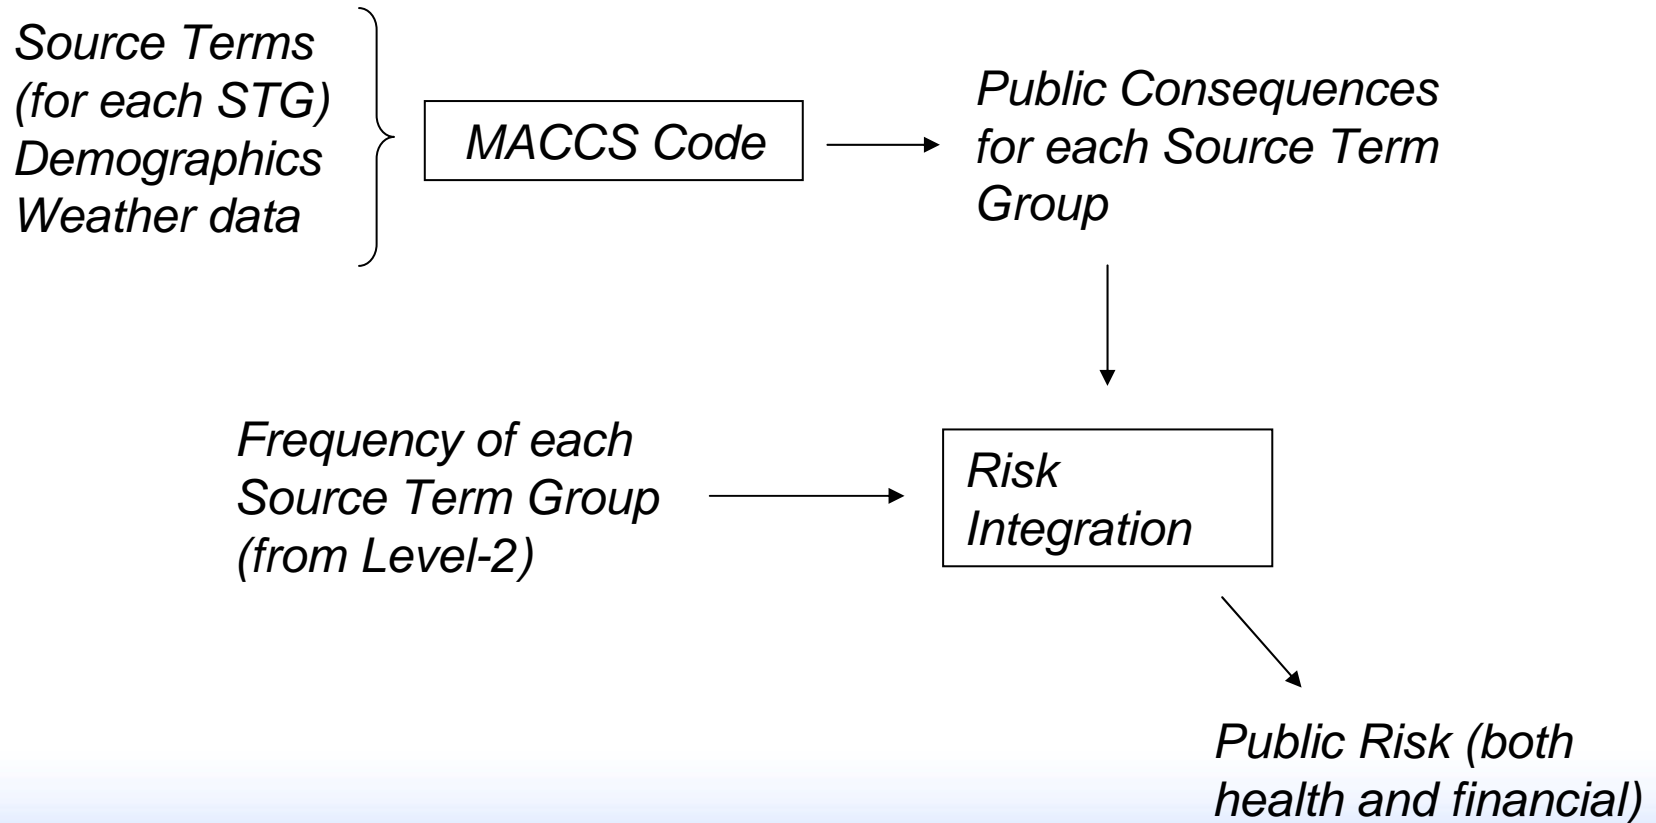 Source Terms
(for each STG)
Demographics
Weather data
MACCS Code
Public Consequences
for each Source Term
Group
Frequency of each
Source Term Group
(from Level-2)
Risk
Integration
Public Risk (both
health and financial)